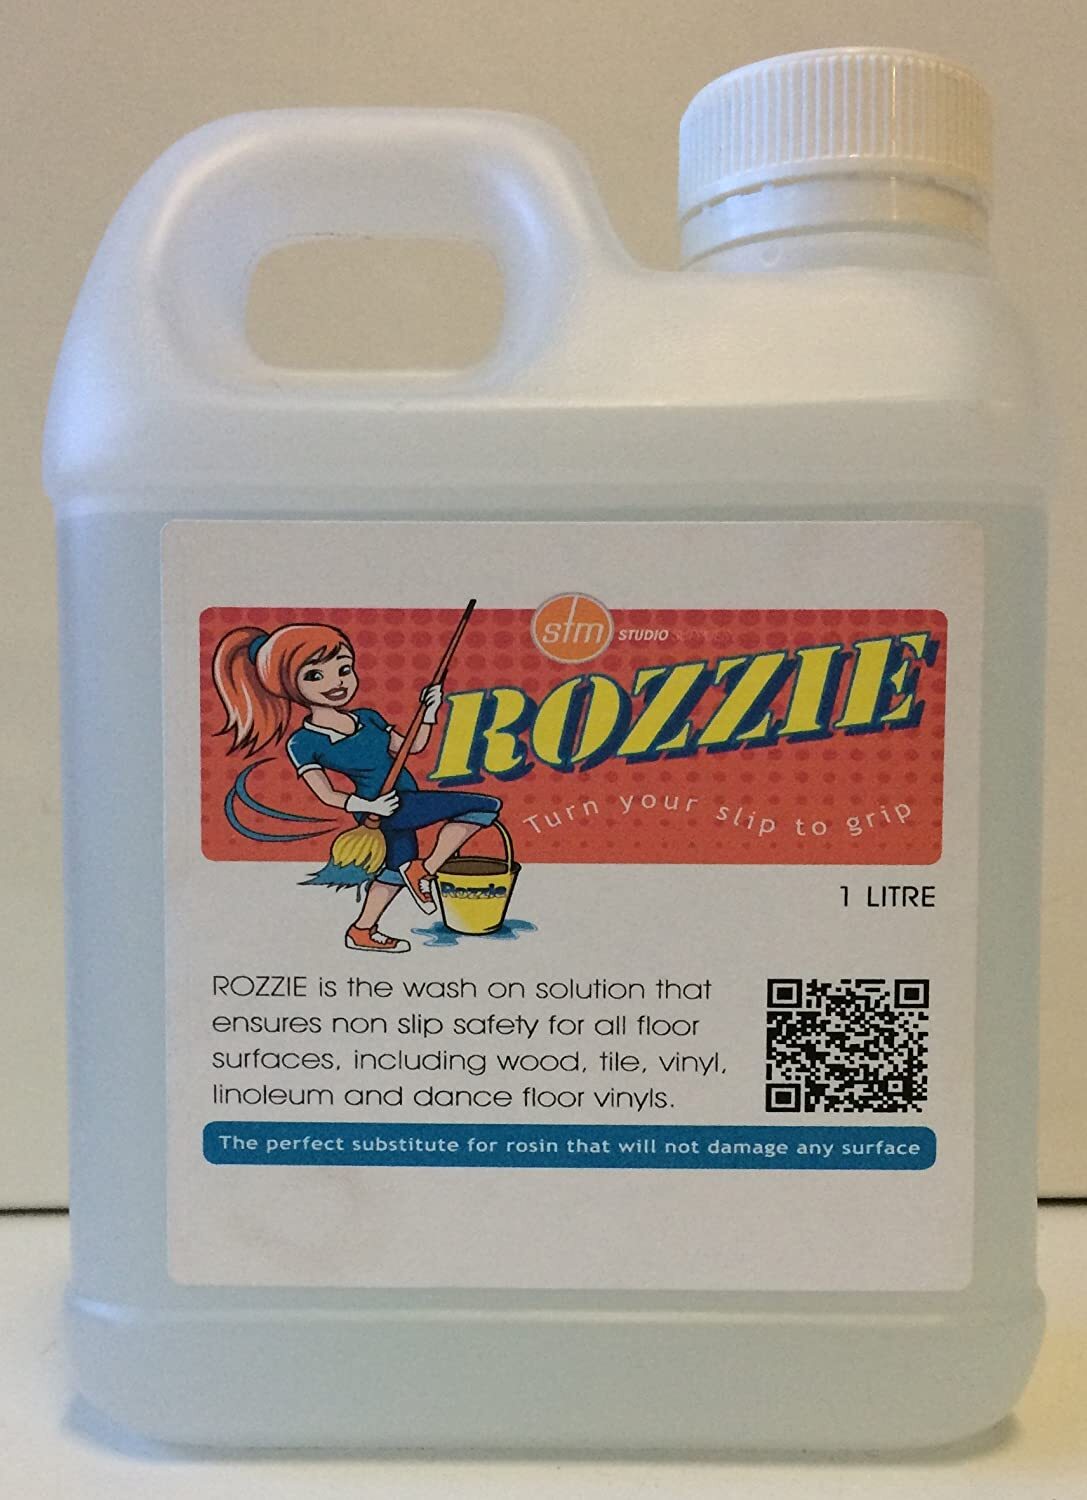 sfm STUDIO
ROZZIE
Turn your slip to grip
Rozzie
1 LITRE
ROZZIE is the wash on solution that
ensures non slip safety for all floor
surfaces, including wood, tile, vinyl,
linoleum and dance floor vinyls.
The perfect substitute for rosin that will not damage any surface